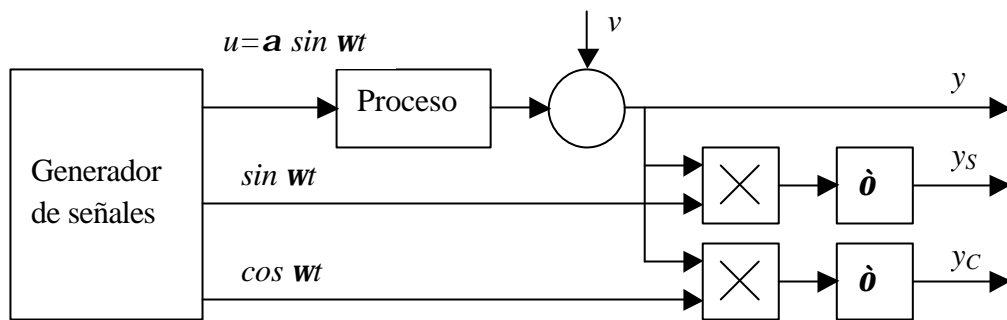 u=a sin wt
v
Proceso
y
Generador
de señales
sin wt
ò
yS
cos wt
ò
yC